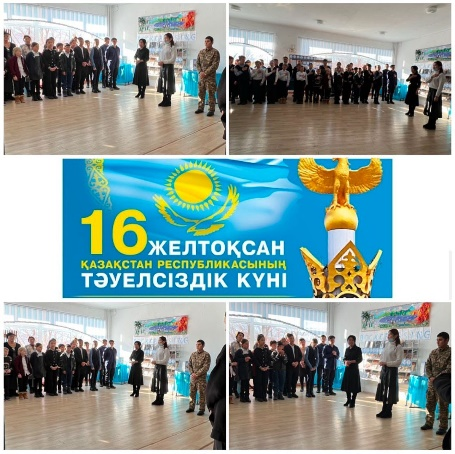 16 ЖЕЛТОҚСАН
ҚАЗАҚСТАН РЕСПУБЛИКАСЫНЫҢ
ТӘУЕЛСІЗДІК КҮНІ